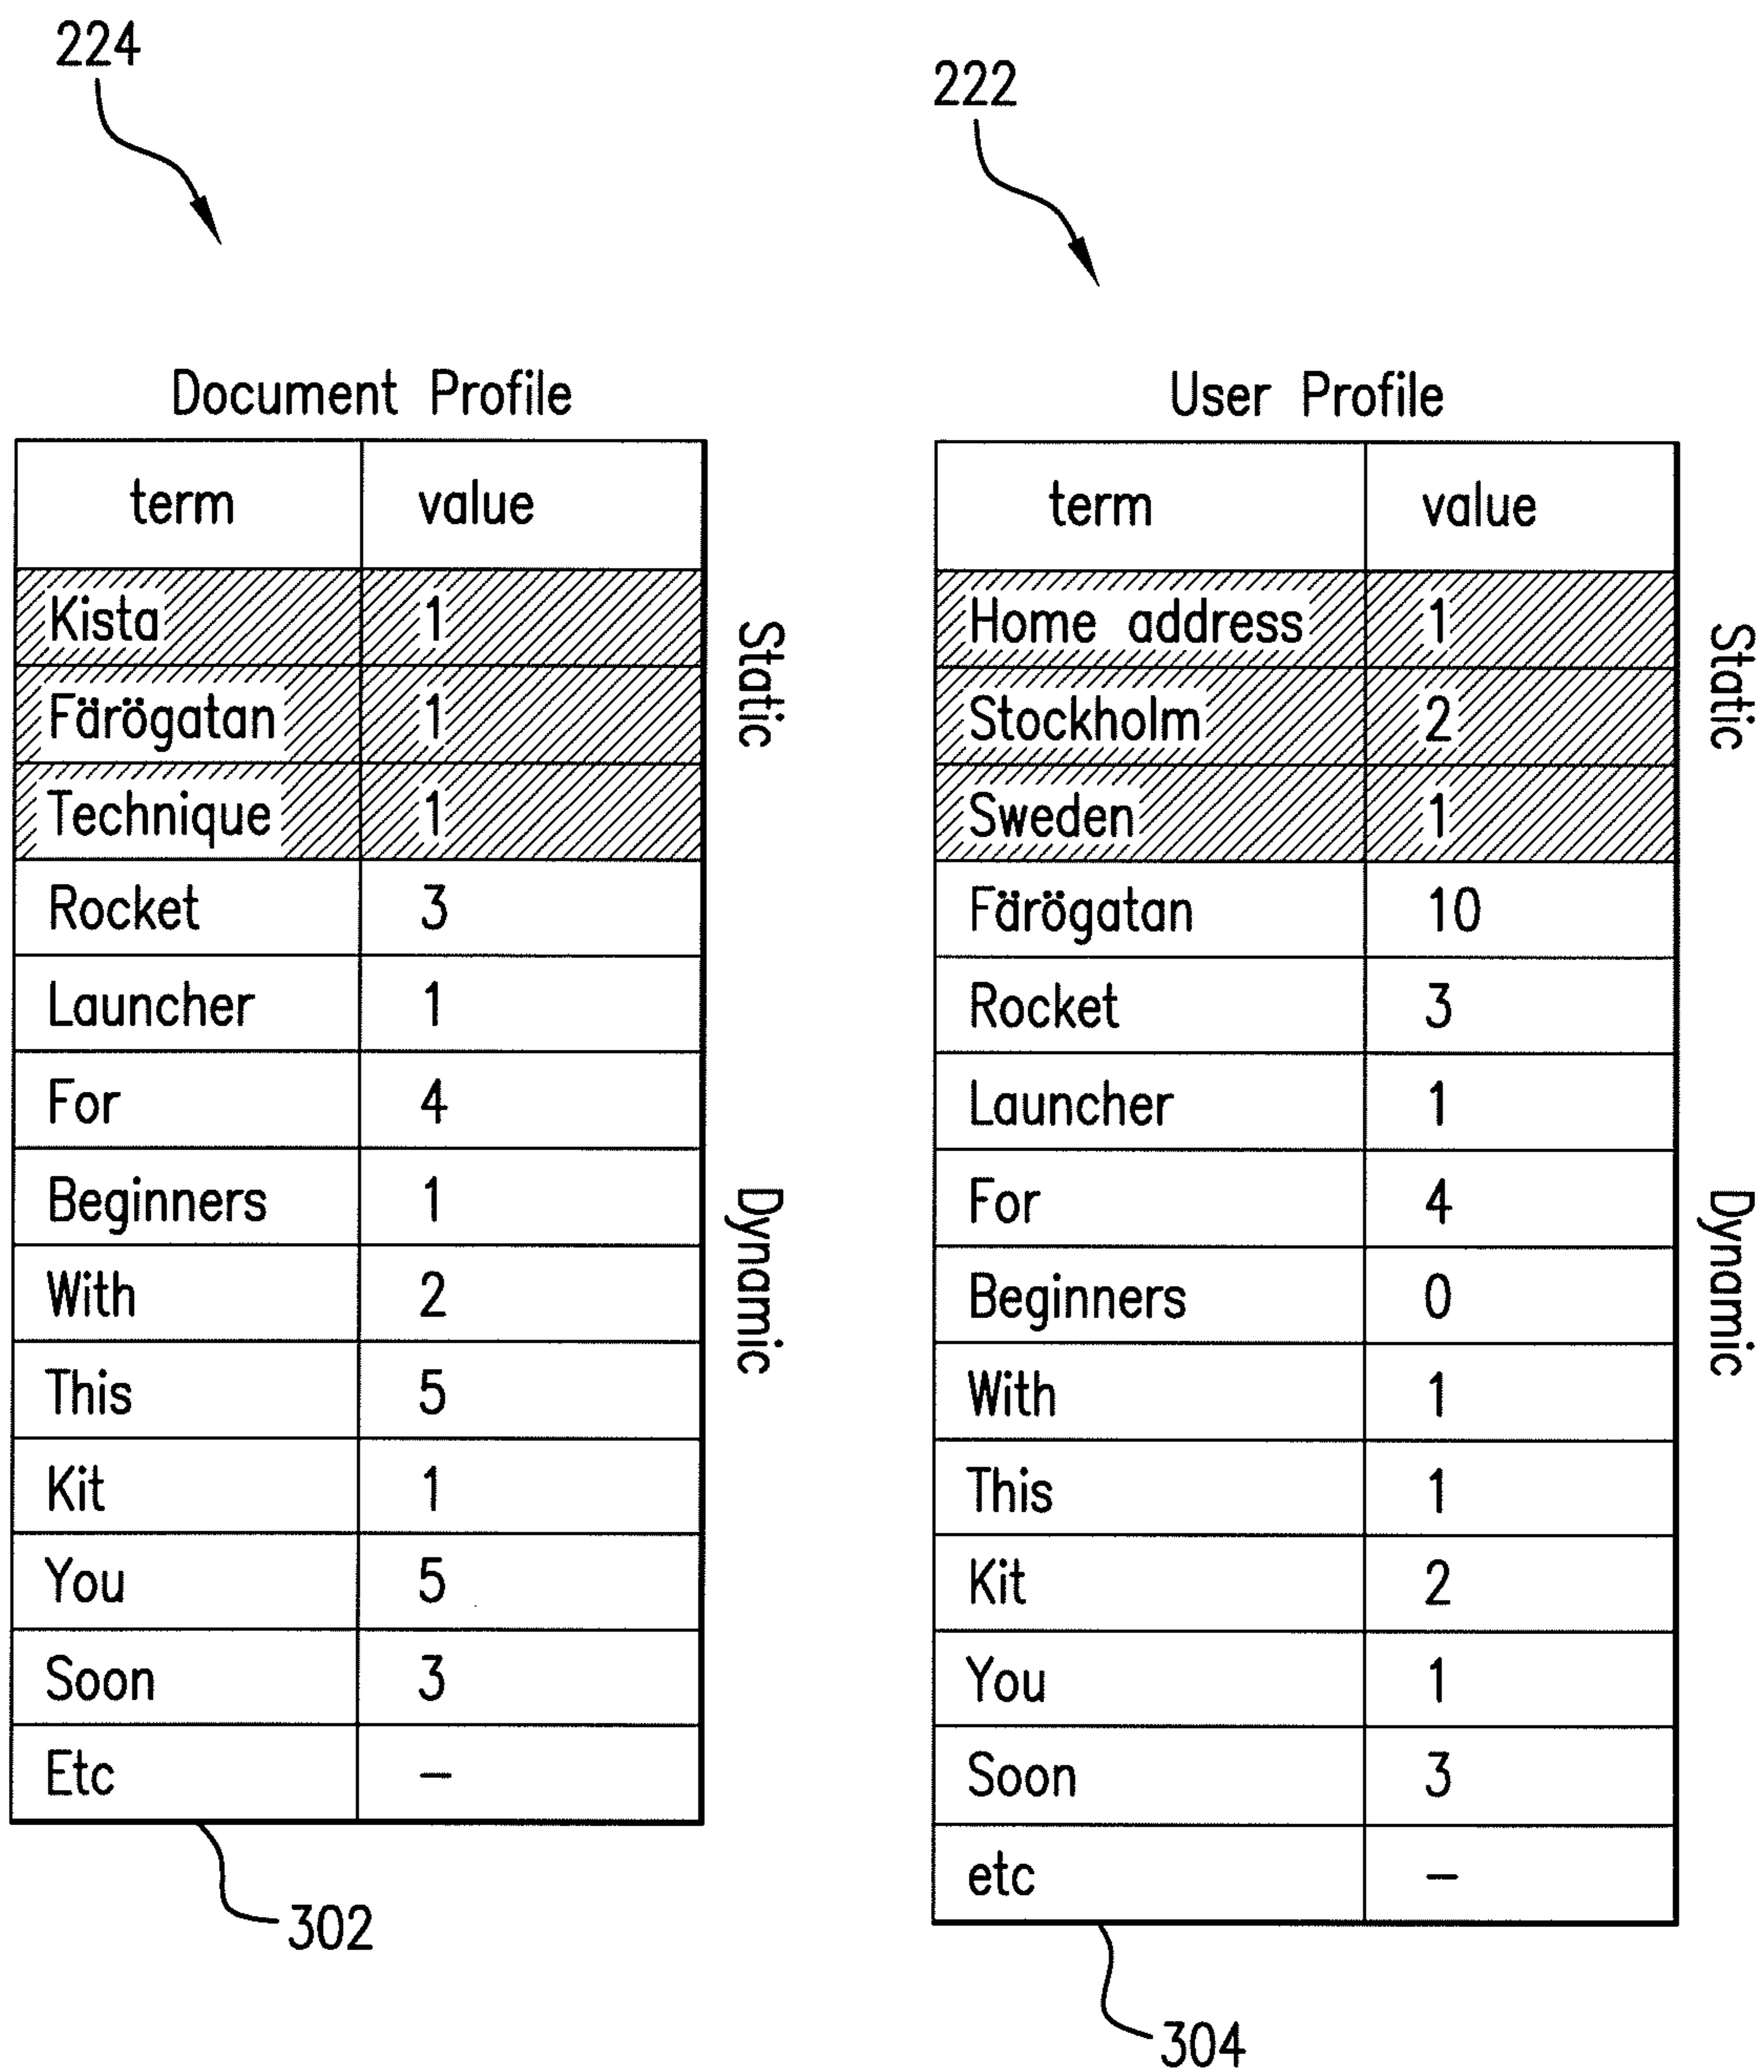 224
222
Document Profile
term value
Kista 1
Färögatan 1
Technique 1
Rocket 3
Launcher 1
For 4
Beginners 1
With 2
This 5
Kit 1
You 5
Soon 3
Etc –
Static
Dynamic
302
User Profile
term value
Home address 1
Stockholm 2
Sweden 1
Färögatan 10
Rocket 3
Launcher 1
For 4
Beginners 0
With 1
This 1
Kit 2
You 1
Soon 3
etc –
Static
Dynamic
304